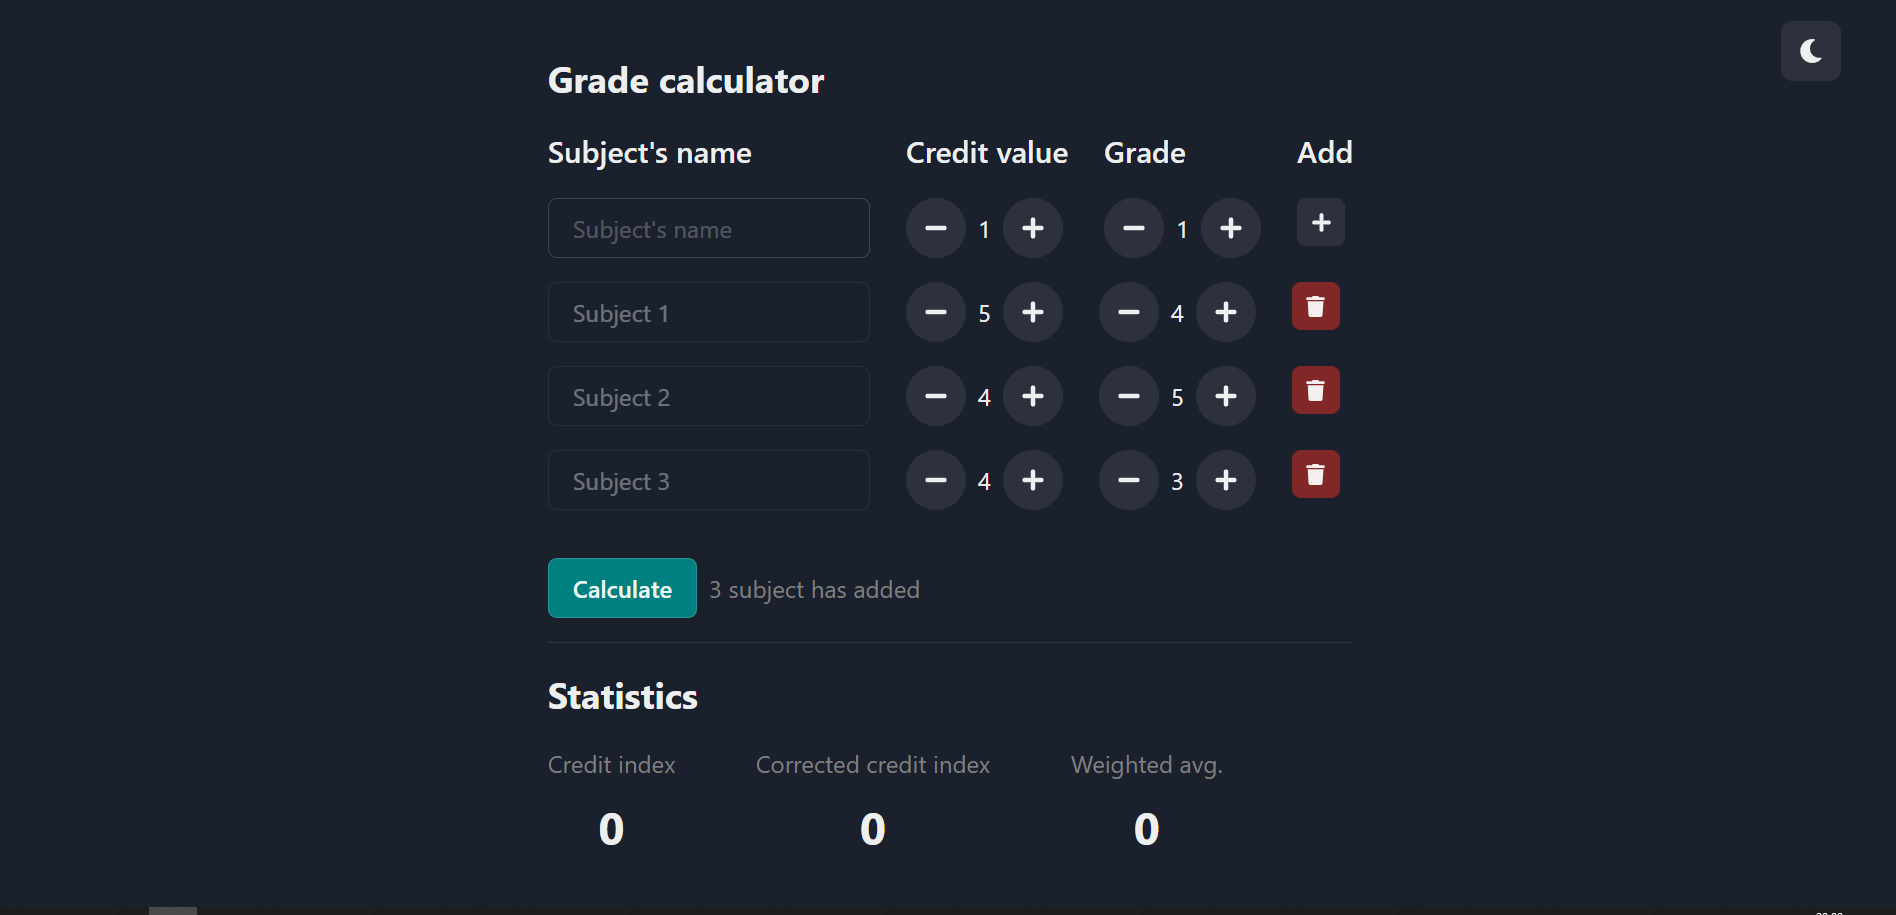 Grade calculator
Subject's name Credit value Grade Add
Subject's name 1 1
Subject 1 5 4
Subject 2 4 5
Subject 3 4 3
Calculate 3 subject has added
Statistics
Credit index Corrected credit index Weighted avg.
0 0 0